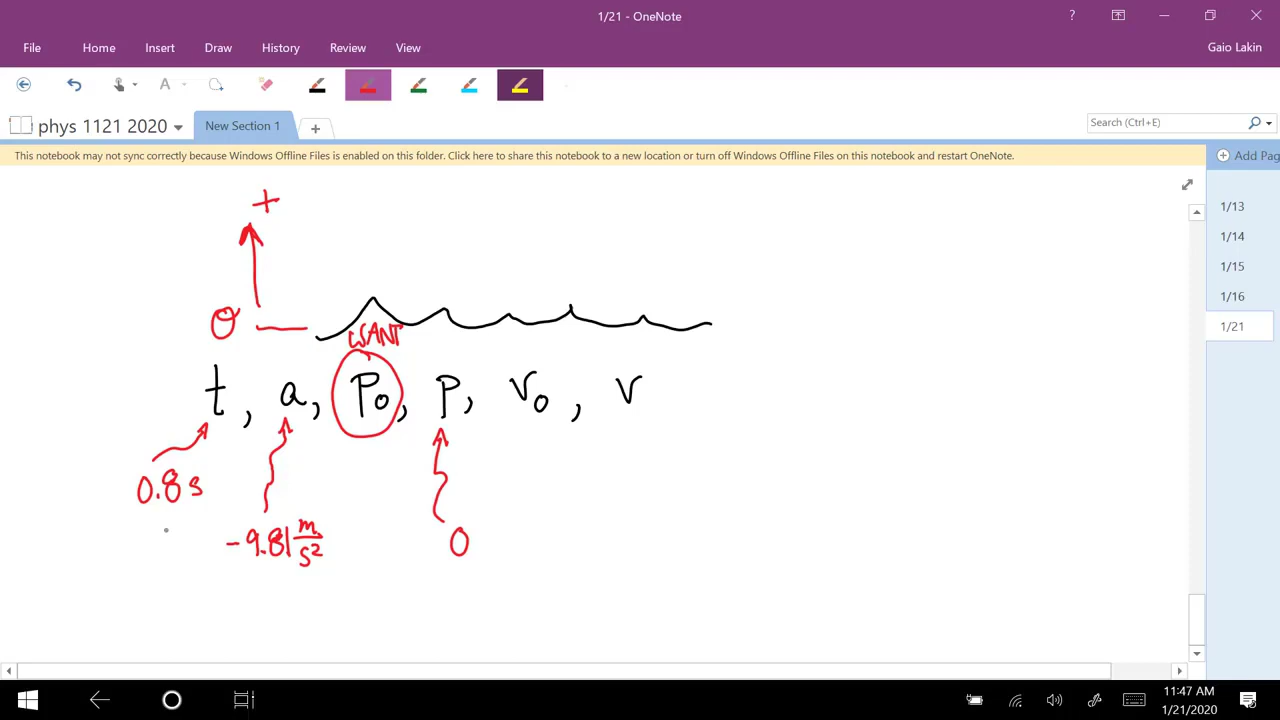 1/21 - OneNote
?
File Home Insert Draw History Review View
Gaio Lakin
A
phys 1121 2020
New Section 1
+
Search (Ctrl+E)
This notebook may not sync correctly because Windows Offline Files is enabled on this folder. Click here to share this notebook to a new location or turn off Windows Offline Files on this notebook and restart OneNote.
Add Pag
1/13
1/14
1/15
1/16
1/21
+
0
WANT
t, a, P₀, P, V₀, V
0.8 s
-9.81 m/s²
0
11:47 AM
1/21/2020